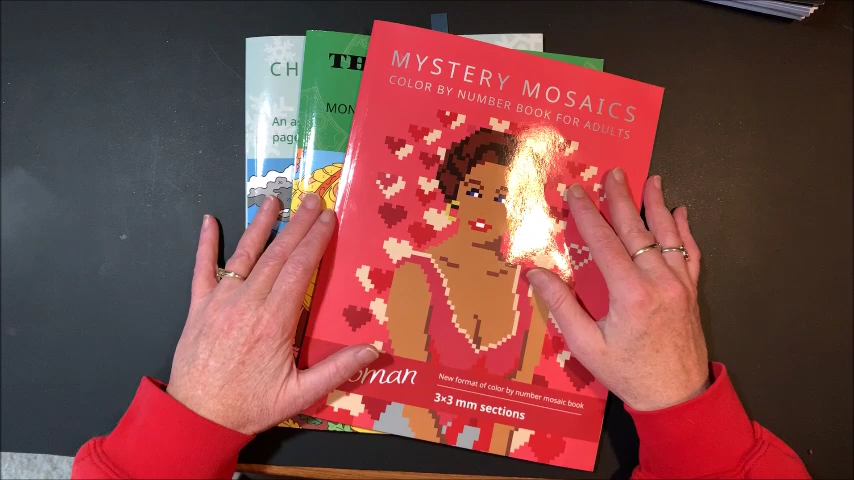 MYSTERY MOSAICS
COLOR BY NUMBER BOOK FOR ADULTS
New format of color by number mosaic book
3×3 mm sections
CH
An a
page
TH
MON